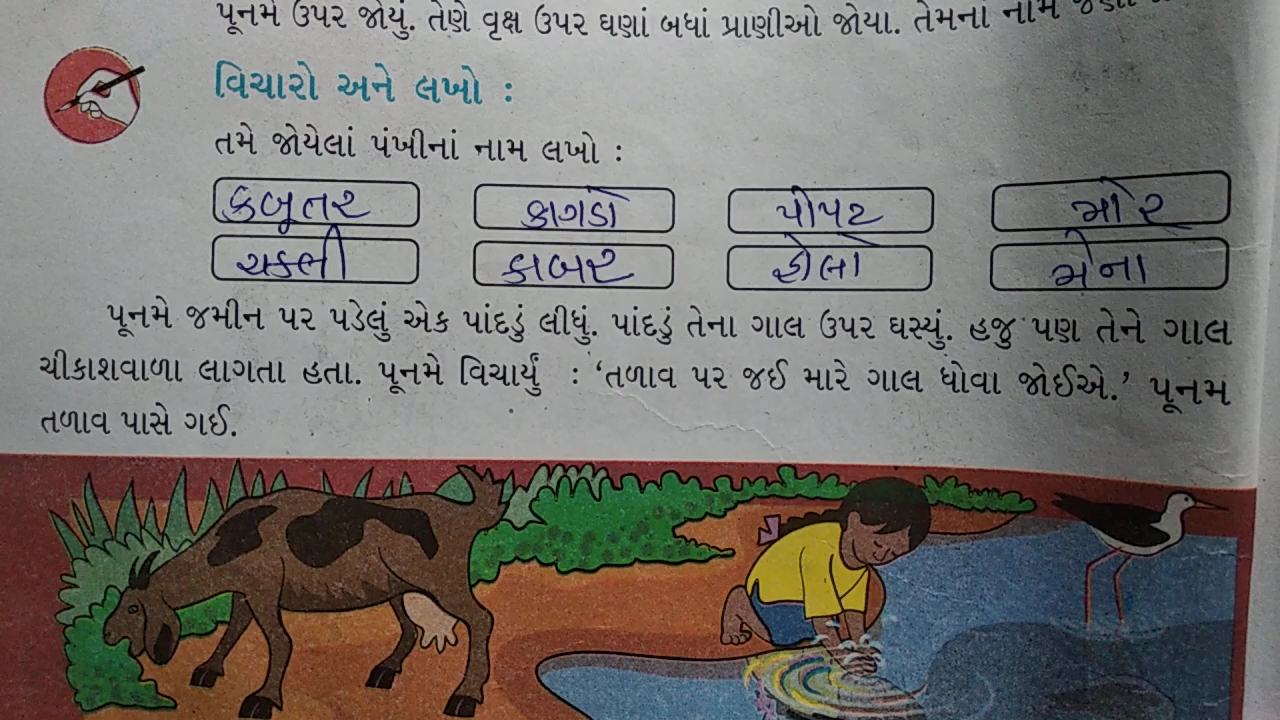 પૂનમે ઉપર જોયું. તેણે વૃક્ષ ઉપર ઘણાં બધાં પ્રાણીઓ જોયા. તેમનાં નામ
વિચારો અને લખો :
તમે જોયેલાં પંખીનાં નામ લખો :
કબૂતર કાગડો પોપટ મોર
ચકલી કાબર હોલો મેના
પૂનમે જમીન પર પડેલું એક પાંદડું લીધું. પાંદડું તેના ગાલ ઉપર ઘસ્યું. હજુ પણ તેને ગાલ
ચીકાશવાળા લાગતા હતા. પૂનમે વિચાર્યું : ‘તળાવ પર જઈ મારે ગાલ ધોવા જોઈએ.’ પૂનમ
તળાવ પાસે ગઈ.